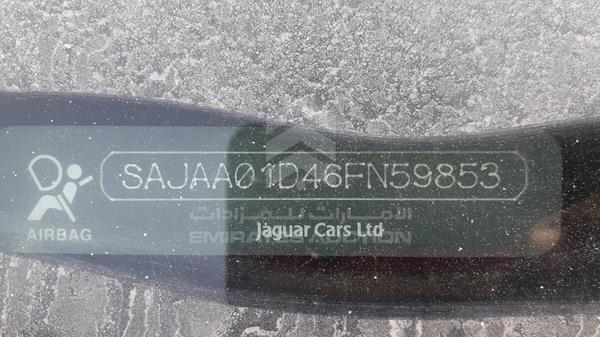 SAJAA01D46FN59853
الإمارات للمزادات
AIRBAG
EMIRATES AUCTION
Jaguar Cars Ltd